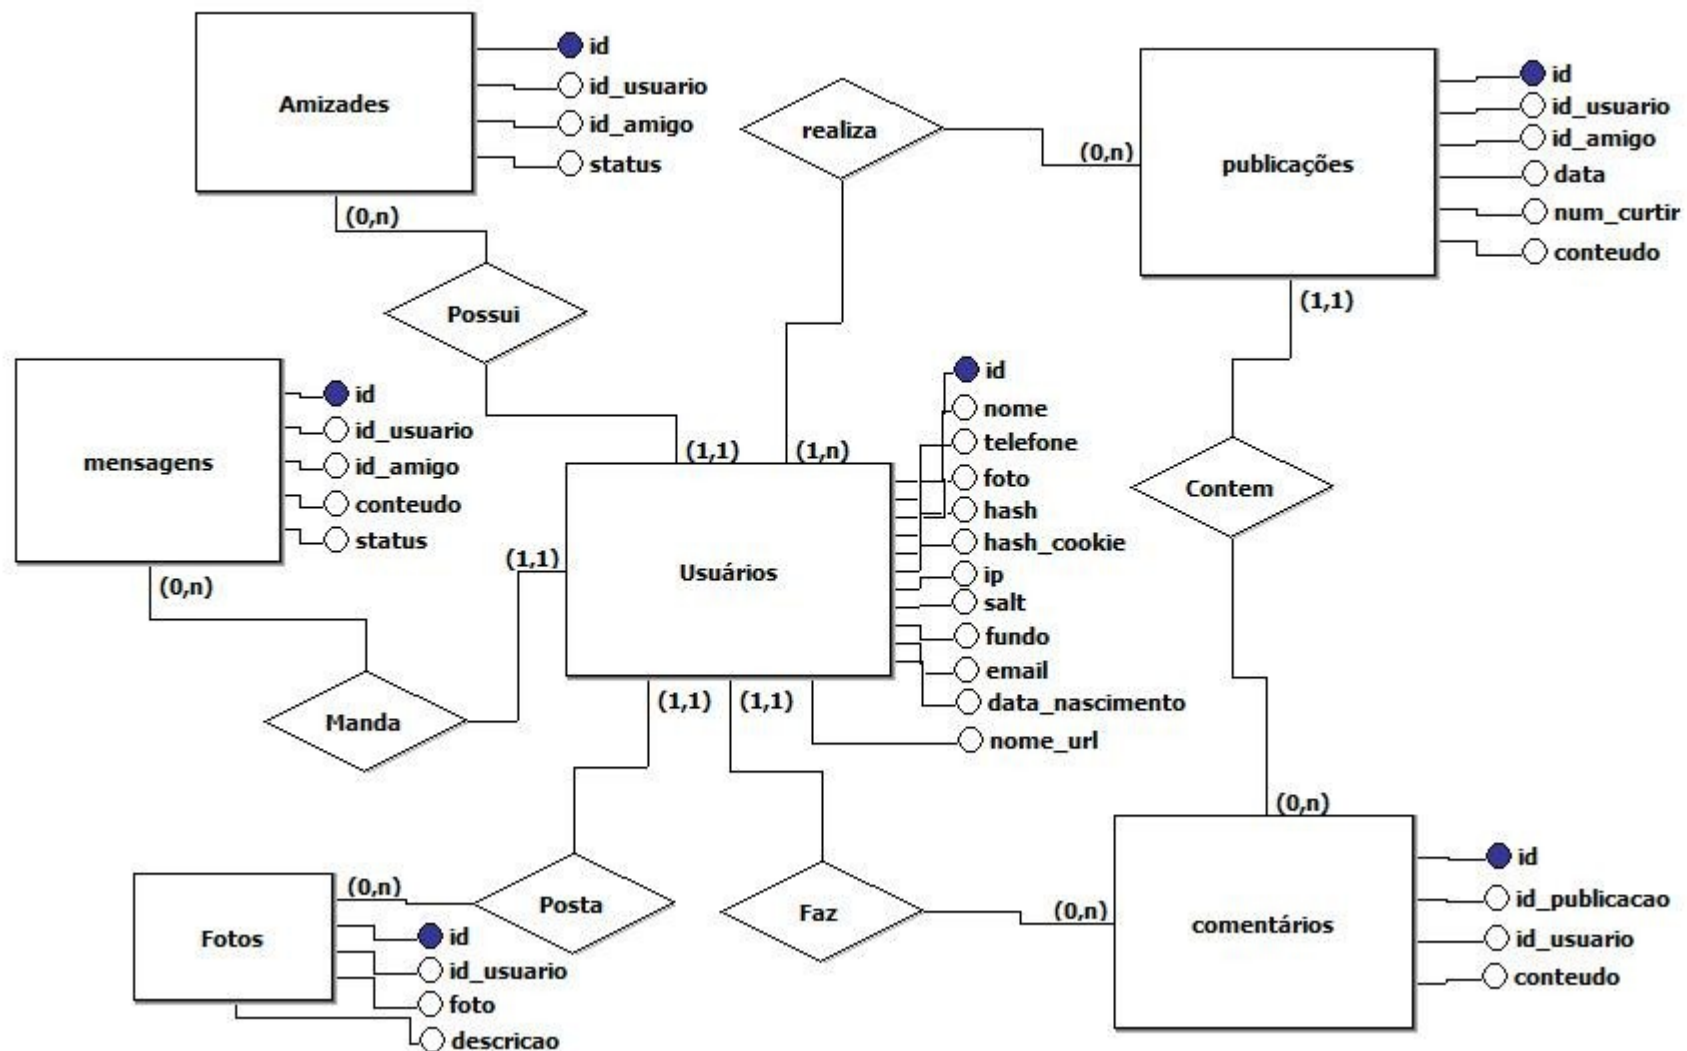 Amizades
id
id_usuario
id_amigo
status
(0,n)
Possui
(1,1)
realiza
(0,n)
(1,n)
publicações
id
id_usuario
id_amigo
data
num_curtir
conteudo
(1,1)
Contem
(0,n)
mensagens
id
id_usuario
id_amigo
conteudo
status
(0,n)
Manda
(1,1)
Usuários
id
nome
telefone
foto
hash
hash_cookie
ip
salt
fundo
email
data_nascimento
nome_url
(1,1)
(1,1)
Posta
(0,n)
Faz
(0,n)
Fotos
id
id_usuario
foto
descricao
comentários
id
id_publicacao
id_usuario
conteudo